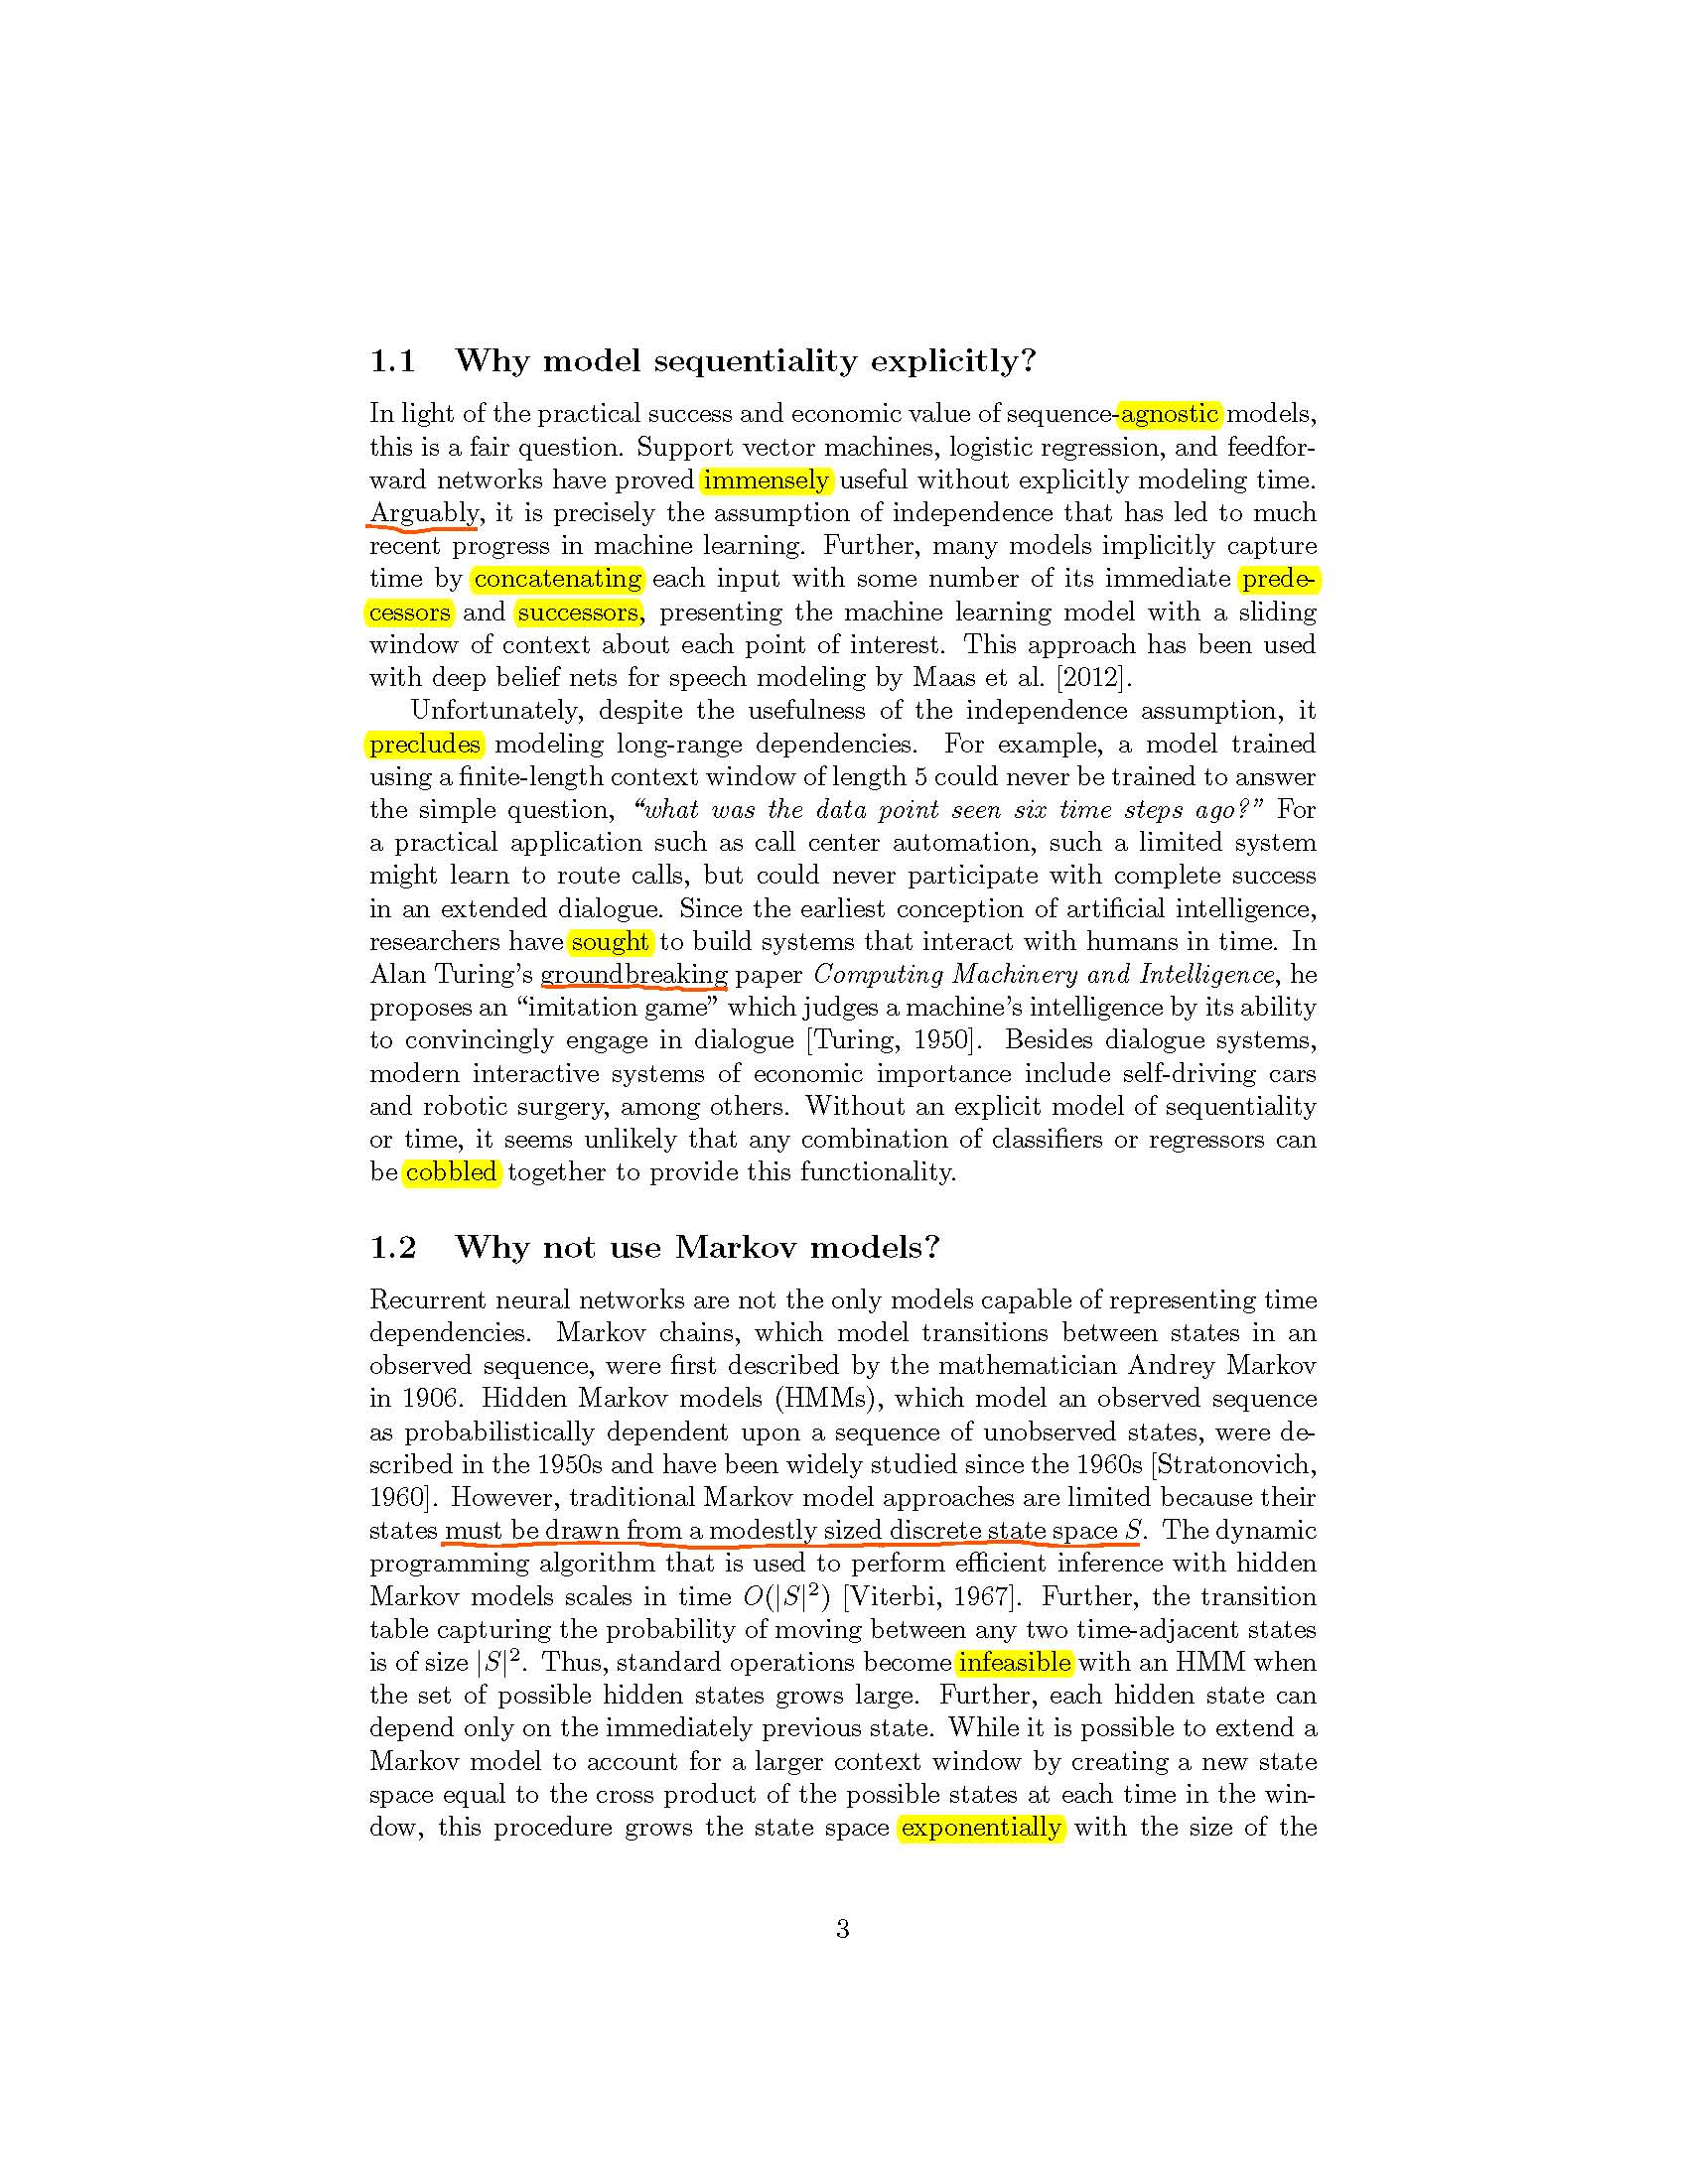 1.1 Why model sequentiality explicitly?
In light of the practical success and economic value of sequence-agnostic models,
this is a fair question. Support vector machines, logistic regression, and feedfor-
ward networks have proved immensely useful without explicitly modeling time.
Arguably, it is precisely the assumption of independence that has led to much
recent progress in machine learning. Further, many models implicitly capture
time by concatenating each input with some number of its immediate prede-
cessors and successors, presenting the machine learning model with a sliding
window of context about each point of interest. This approach has been used
with deep belief nets for speech modeling by Maas et al. [2012].
Unfortunately, despite the usefulness of the independence assumption, it
precludes modeling long-range dependencies. For example, a model trained
using a finite-length context window of length 5 could never be trained to answer
the simple question, “what was the data point seen six time steps ago?” For
a practical application such as call center automation, such a limited system
might learn to route calls, but could never participate with complete success
in an extended dialogue. Since the earliest conception of artificial intelligence,
researchers have sought to build systems that interact with humans in time. In
Alan Turing’s groundbreaking paper Computing Machinery and Intelligence, he
proposes an “imitation game” which judges a machine’s intelligence by its ability
to convincingly engage in dialogue [Turing, 1950]. Besides dialogue systems,
modern interactive systems of economic importance include self-driving cars
and robotic surgery, among others. Without an explicit model of sequentiality
or time, it seems unlikely that any combination of classifiers or regressors can
be cobbled together to provide this functionality.
1.2 Why not use Markov models?
Recurrent neural networks are not the only models capable of representing time
dependencies. Markov chains, which model transitions between states in an
observed sequence, were first described by the mathematician Andrey Markov
in 1906. Hidden Markov models (HMMs), which model an observed sequence
as probabilistically dependent upon a sequence of unobserved states, were de-
scribed in the 1950s and have been widely studied since the 1960s [Stratonovich,
1960]. However, traditional Markov model approaches are limited because their
states must be drawn from a modestly sized discrete state space S. The dynamic
programming algorithm that is used to perform efficient inference with hidden
Markov models scales in time O(|S|²) [Viterbi, 1967]. Further, the transition
table capturing the probability of moving between any two time-adjacent states
is of size |S|². Thus, standard operations become infeasible with an HMM when
the set of possible hidden states grows large. Further, each hidden state can
depend only on the immediately previous state. While it is possible to extend a
Markov model to account for a larger context window by creating a new state
space equal to the cross product of the possible states at each time in the win-
dow, this procedure grows the state space exponentially with the size of the
3